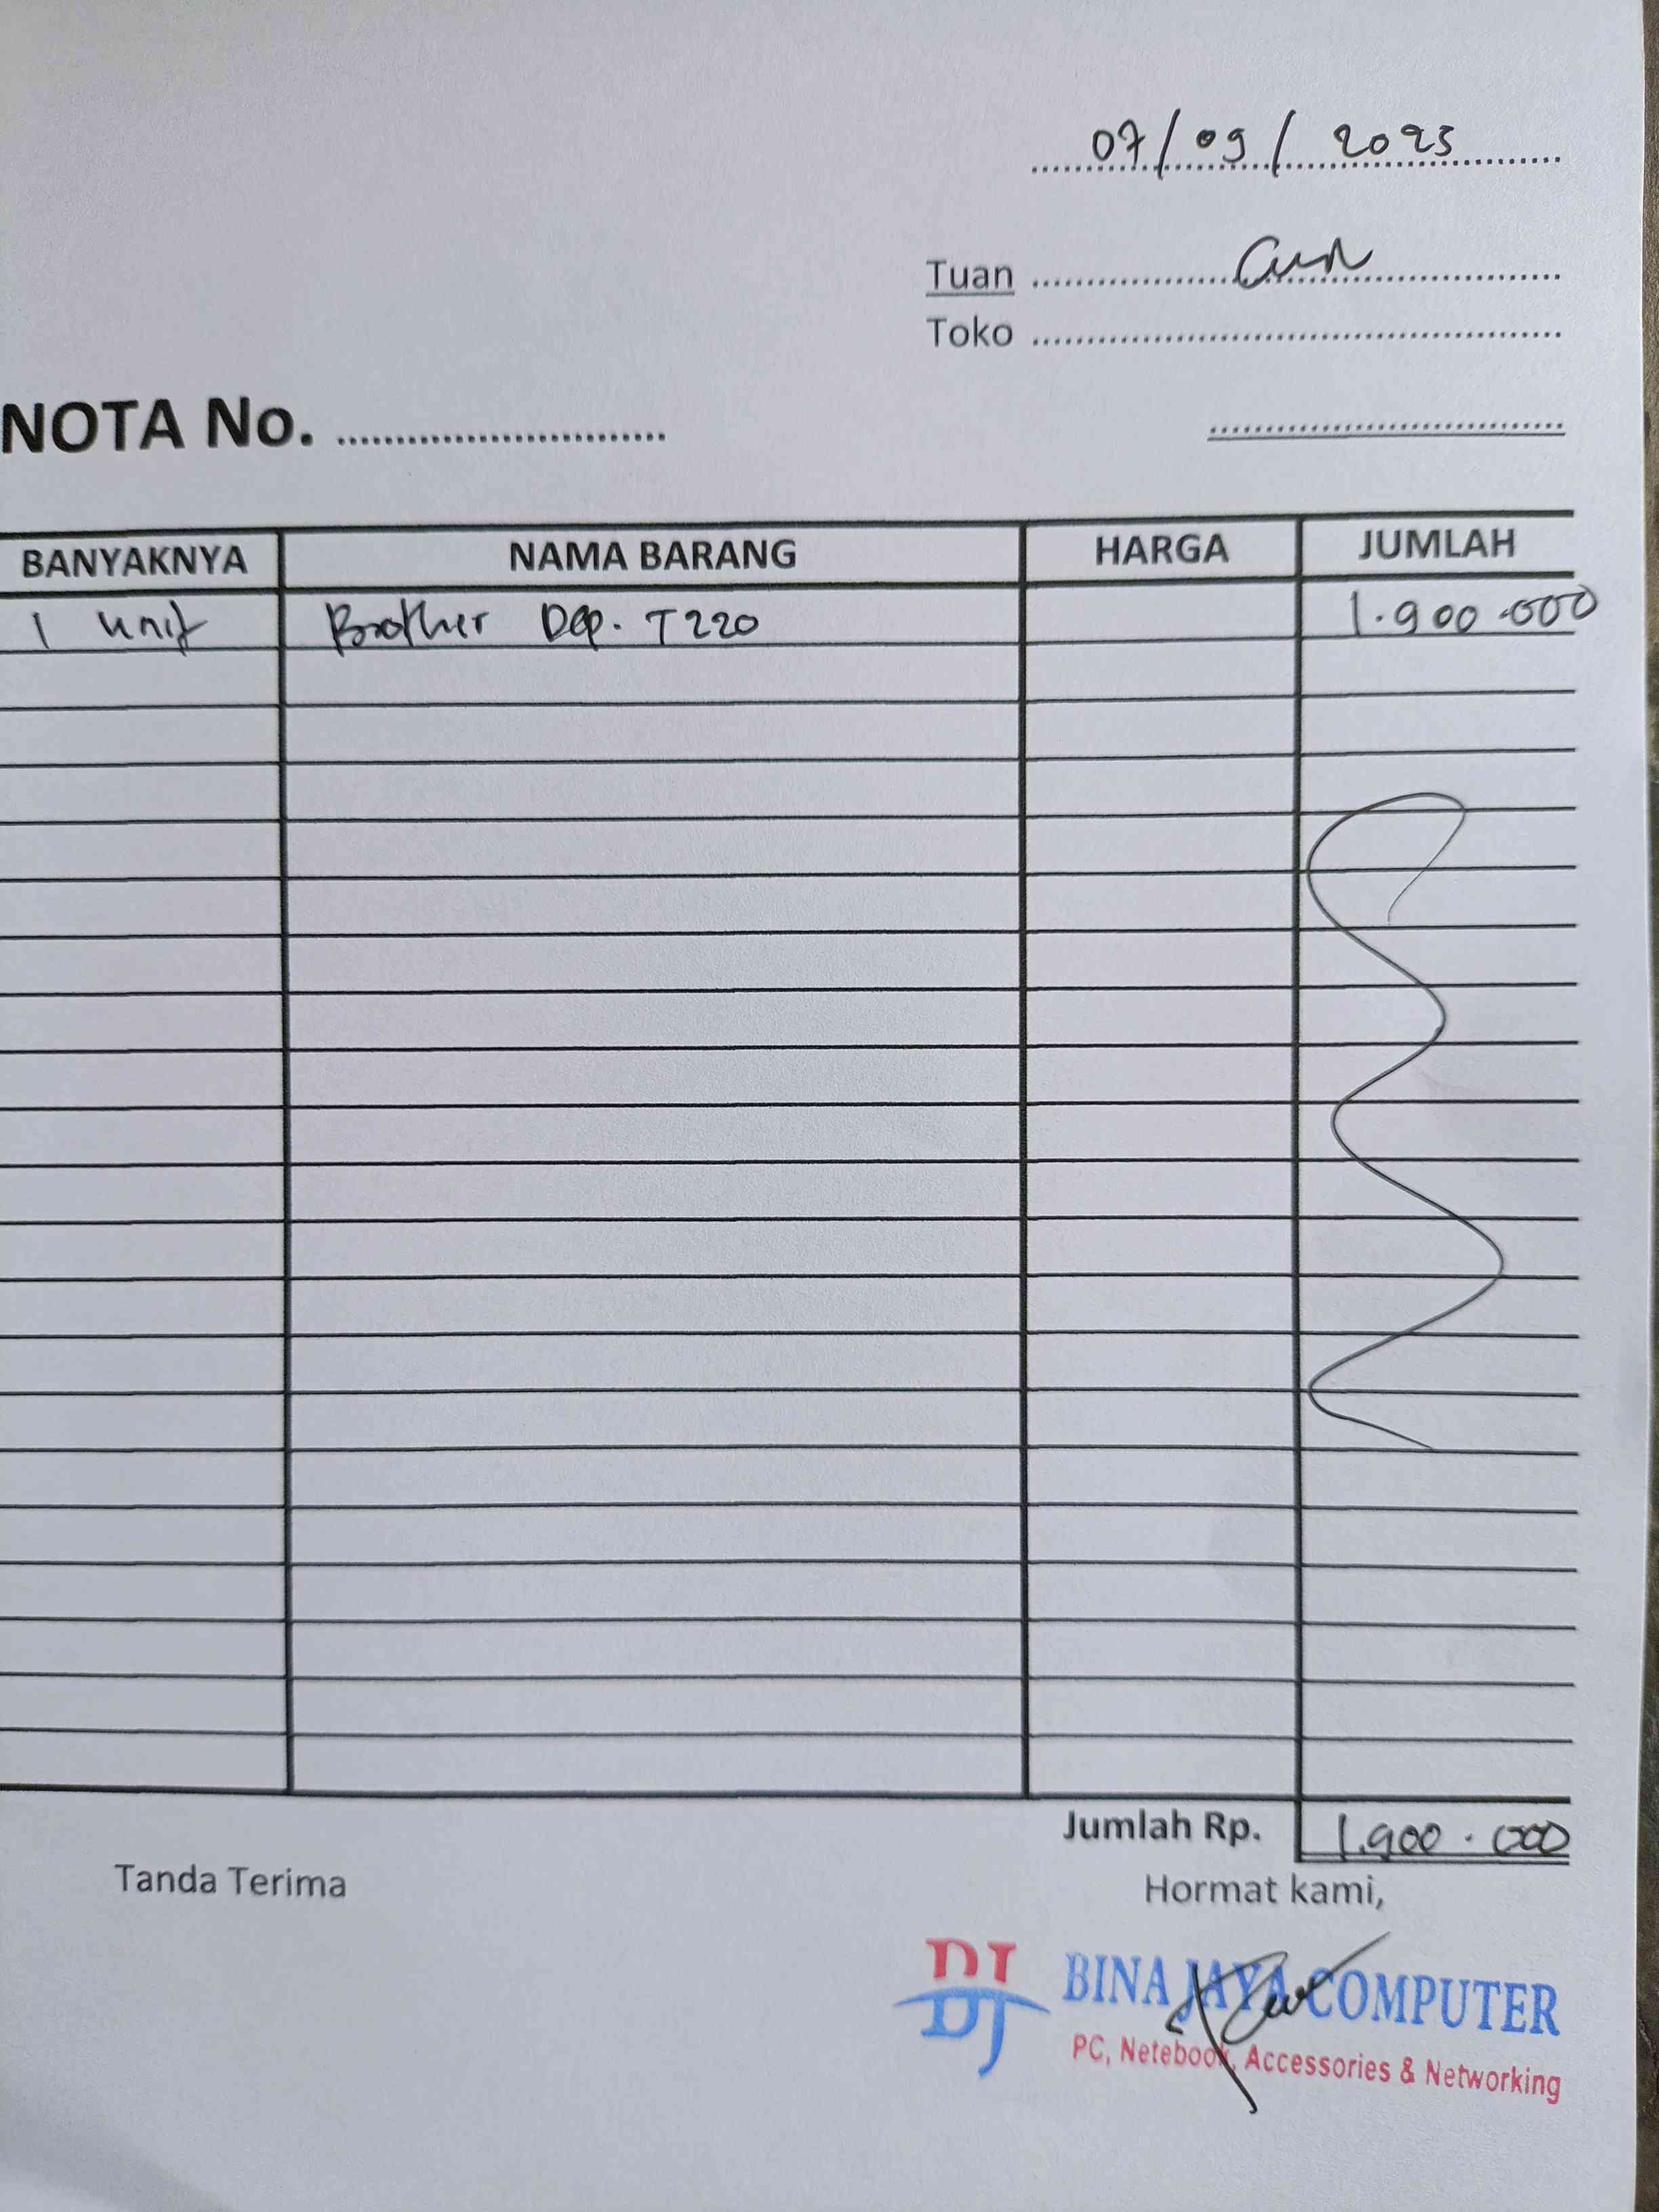 07/09/2023
Tuan
Toko
NOTA No.
BANYAKNYA NAMA BARANG HARGA JUMLAH
1 unit Brother Dcp. T220 1.900.000
Jumlah Rp. 1.900.000
Tanda Terima Hormat kami,
BJ BINA JAYA COMPUTER
PC, Netebook, Accessories & Networking